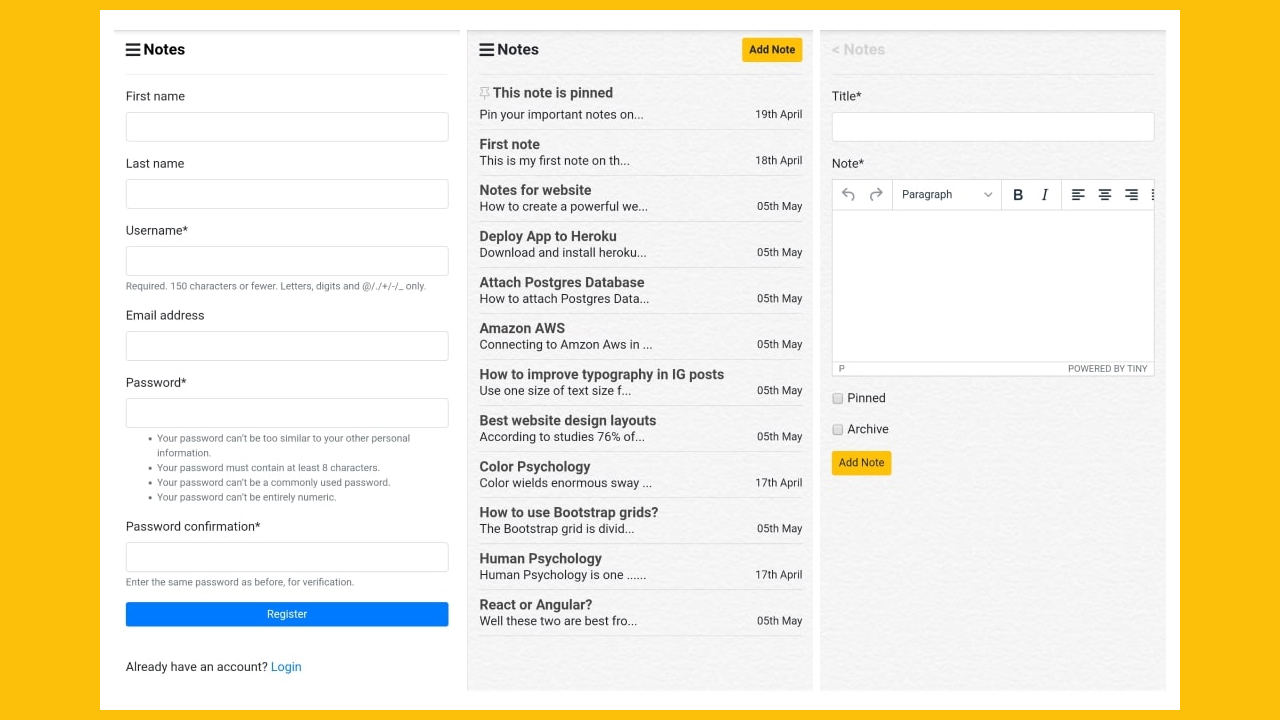 Notes
First name
Last name
Username*
Required. 150 characters or fewer. Letters, digits and @/./+/-/_ only.
Email address
Password*
• Your password can't be too similar to your other personal
information.
• Your password must contain at least 8 characters.
• Your password can't be a commonly used password.
• Your password can't be entirely numeric.
Password confirmation*
Enter the same password as before, for verification.
Register
Already have an account? Login
Notes
Add Note
This note is pinned
Pin your important notes on... 19th April
First note
This is my first note on th... 18th April
Notes for website
How to create a powerful we... 05th May
Deploy App to Heroku
Download and install heroku... 05th May
Attach Postgres Database
How to attach Postgres Data... 05th May
Amazon AWS
Connecting to Amzon Aws in ... 05th May
How to improve typography in IG posts
Use one size of text size f... 05th May
Best website design layouts
According to studies 76% of... 05th May
Color Psychology
Color wields enormous sway ... 17th April
How to use Bootstrap grids?
The Bootstrap grid is divid... 05th May
Human Psychology
Human Psychology is one ...... 17th April
React or Angular?
Well these two are best fro... 05th May
< Notes
Title*
Note*
Paragraph B I
P POWERED BY TINY
Pinned
Archive
Add Note